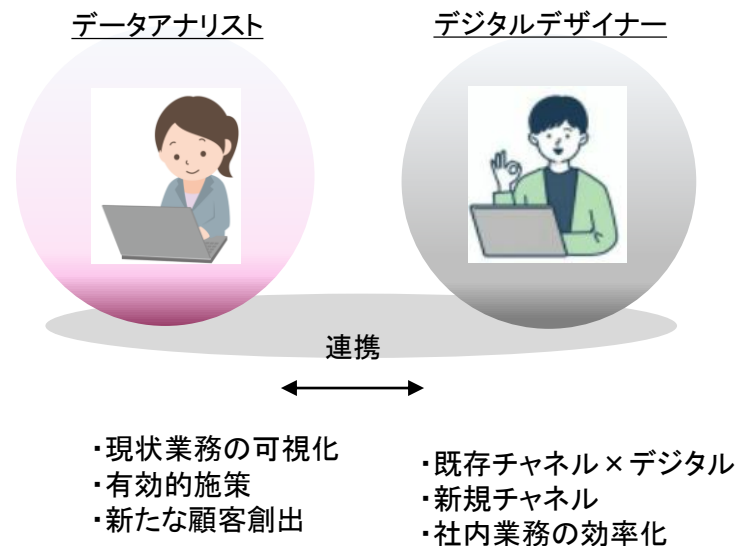 データアナリスト
デジタルデザイナー
連携
・現状業務の可視化
・有効的施策
・新たな顧客創出
・既存チャネル×デジタル
・新規チャネル
・社内業務の効率化